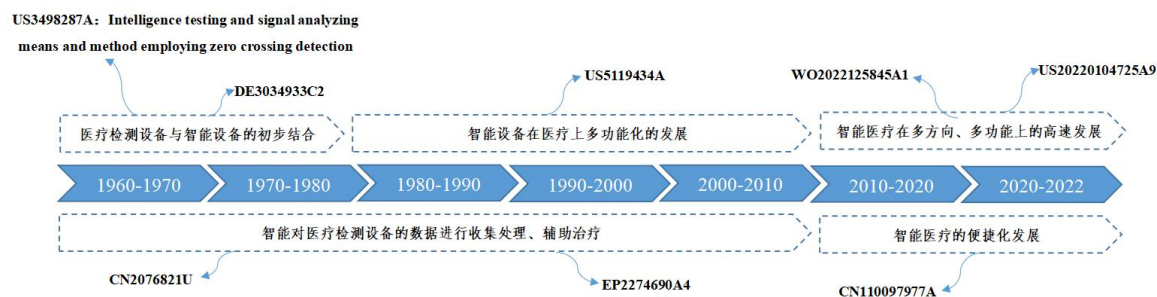 US3498287A：Intelligence testing and signal analyzing
means and method employing zero crossing detection
DE3034933C2
US5119434A
WO2022125845A1
US20220104725A9
医疗检测设备与智能设备的初步结合
智能设备在医疗上多功能化的发展
智能医疗在多方向、多功能上的高速发展
1960-1970
1970-1980
1980-1990
1990-2000
2000-2010
2010-2020
2020-2022
智能对医疗检测设备的数据进行收集处理、辅助治疗
智能医疗的便捷化发展
CN2076821U
EP2274690A4
CN110097977A